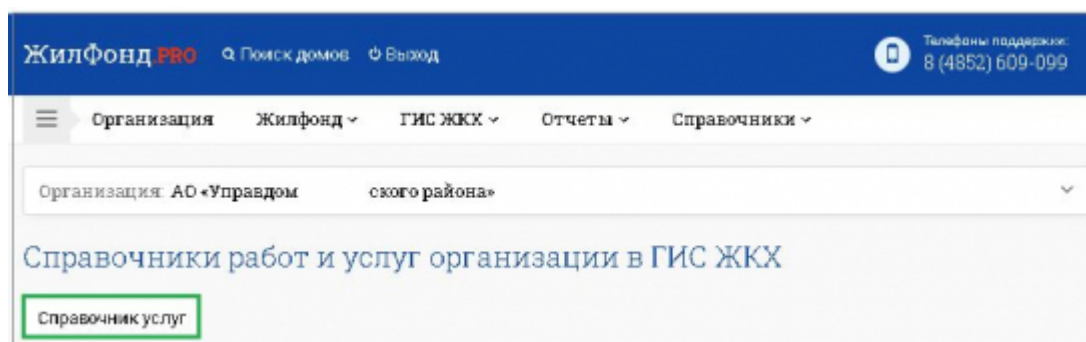 ЖилФонд.PRO Поиск домов Выход
Телефоны поддержки:
8 (4852) 609-099
Организация Жилфонд ГИС ЖКХ Отчеты Справочники
Организация: АО «Управдом ского района»
Справочники работ и услуг организации в ГИС ЖКХ
Справочник услуг